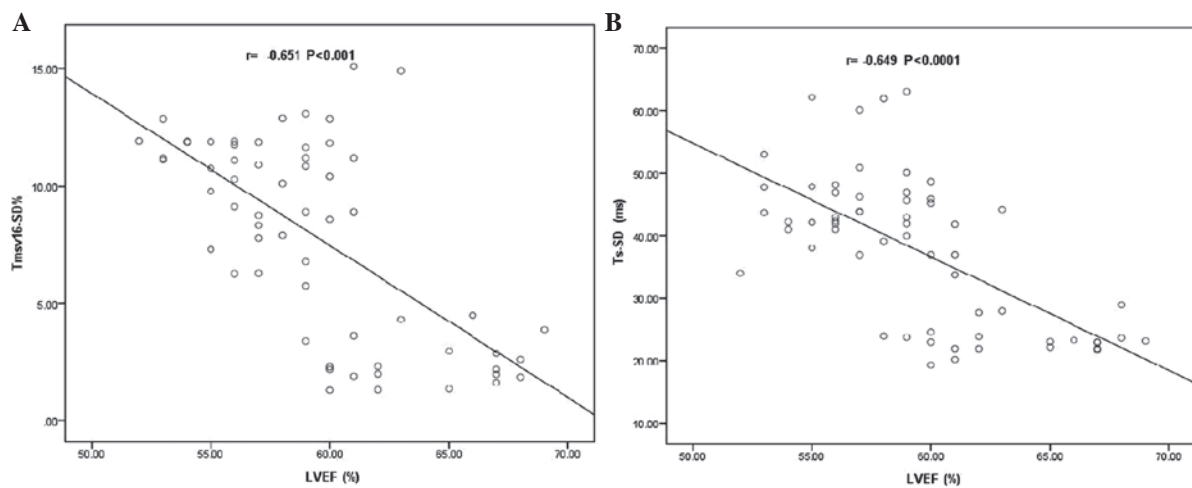 A
r= -0.651 P<0.001
Tmsv16-SD%
15.00
10.00
5.00
.00
50.00 55.00 60.00 65.00 70.00
LVEF (%)
B
r= -0.649 P<0.0001
Ts-SD (ms)
70.00
60.00
50.00
40.00
30.00
20.00
10.00
50.00 55.00 60.00 65.00 70.00
LVEF (%)